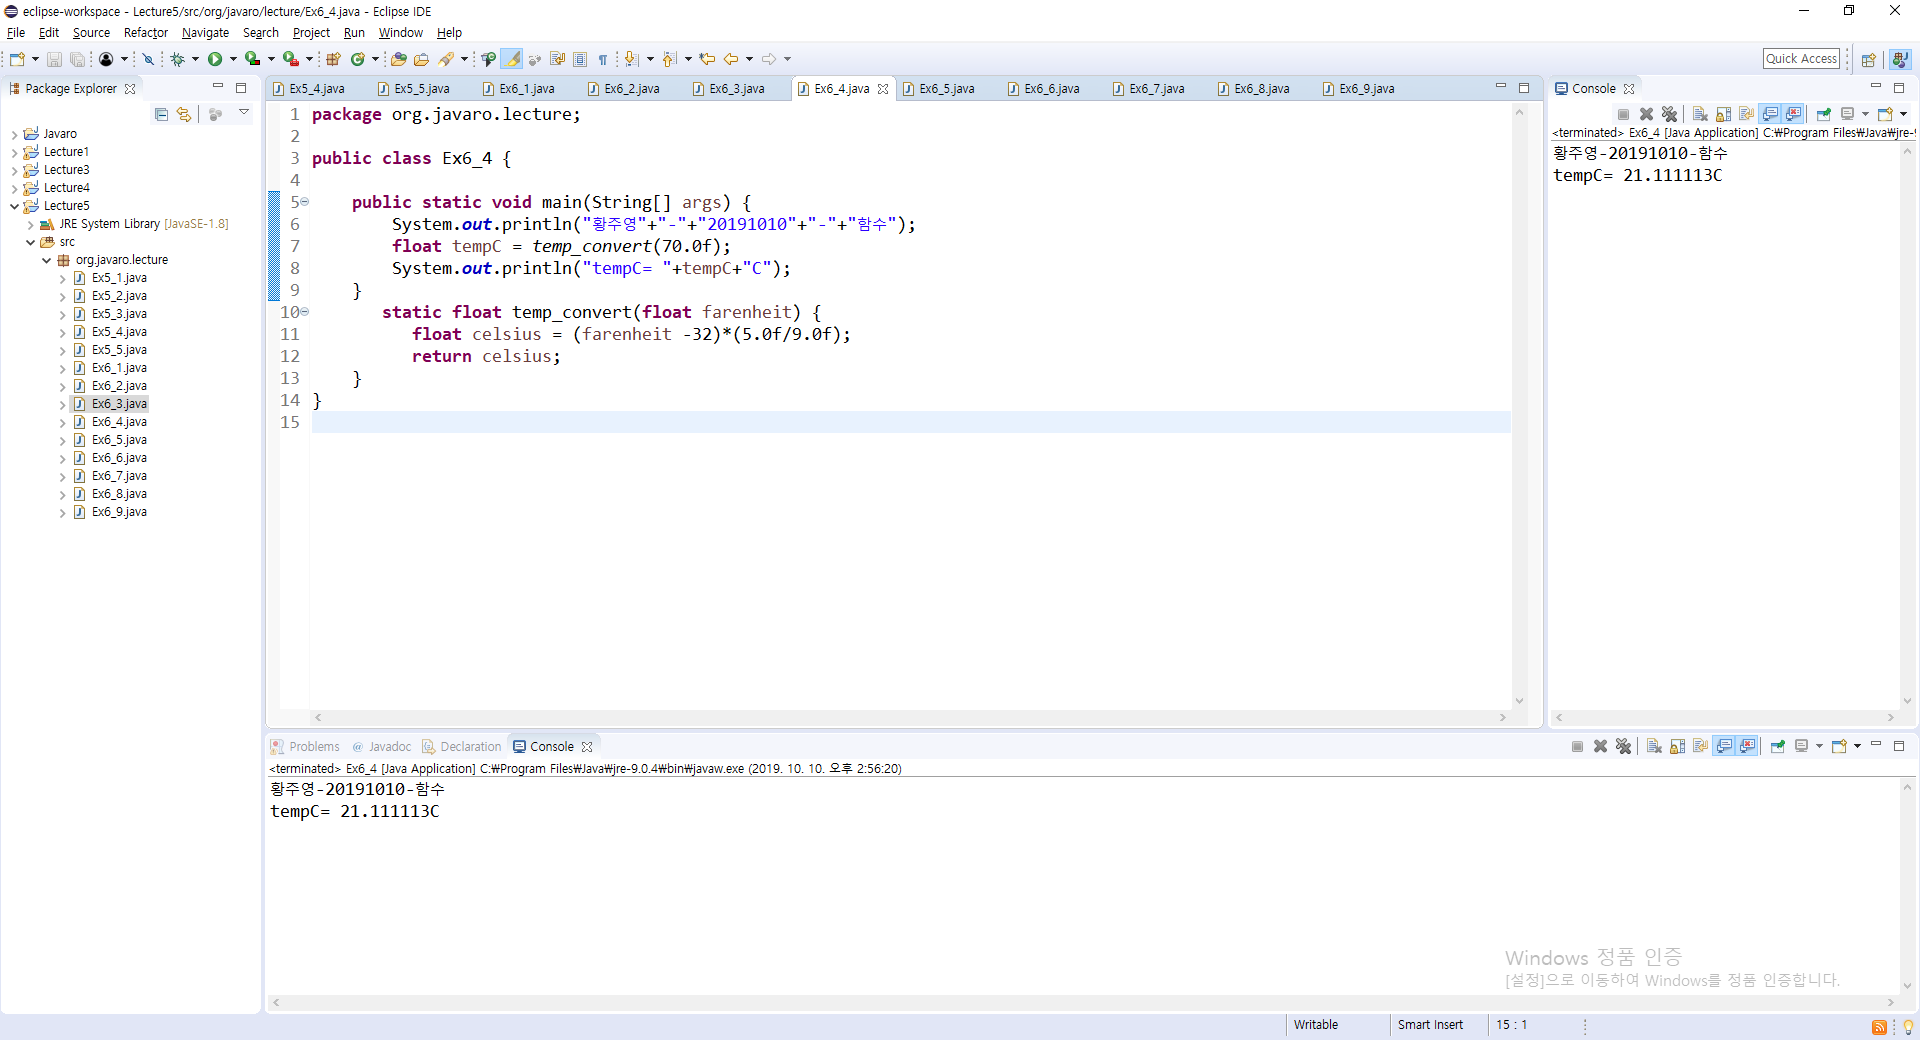 eclipse-workspace - Lecture5/src/org/javaro/lecture/Ex6_4.java - Eclipse IDE
File Edit Source Refactor Navigate Search Project Run Window Help
Quick Access
Package Explorer
Javaro
Lecture1
Lecture3
Lecture4
Lecture5
JRE System Library [JavaSE-1.8]
src
org.javaro.lecture
Ex5_1.java
Ex5_2.java
Ex5_3.java
Ex5_4.java
Ex5_5.java
Ex6_1.java
Ex6_2.java
Ex6_3.java
Ex6_4.java
Ex6_5.java
Ex6_6.java
Ex6_7.java
Ex6_8.java
Ex6_9.java
Ex5_4.java Ex5_5.java Ex6_1.java Ex6_2.java Ex6_3.java Ex6_4.java Ex6_5.java Ex6_6.java Ex6_7.java Ex6_8.java Ex6_9.java
1 package org.javaro.lecture;
2
3 public class Ex6_4 {
4
5 public static void main(String[] args) {
6 System.out.println("황주영"+"-"+"20191010"+"-"+"함수");
7 float tempC = temp_convert(70.0f);
8 System.out.println("tempC= "+tempC+"C");
9 }
10 static float temp_convert(float farenheit) {
11 float celsius = (farenheit -32)*(5.0f/9.0f);
12 return celsius;
13 }
14 }
15
Console
<terminated> Ex6_4 [Java Application] C:₩Program Files₩Java₩jre-9
황주영-20191010-함수
tempC= 21.111113C
Problems @ Javadoc Declaration Console
<terminated> Ex6_4 [Java Application] C:₩Program Files₩Java₩jre-9.0.4₩bin₩javaw.exe (2019. 10. 10. 오후 2:56:20)
황주영-20191010-함수
tempC= 21.111113C
Windows 정품 인증
[설정]으로 이동하여 Windows를 정품 인증합니다.
Writable Smart Insert 15 : 1